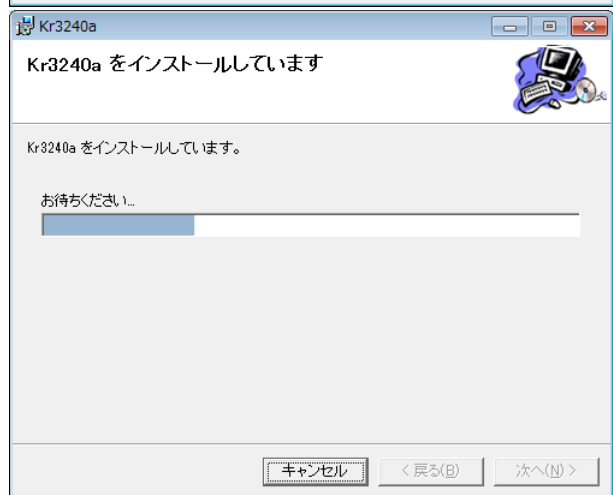 Kr3240a
Kr3240a をインストールしています
Kr3240a をインストールしています。
お待ちください...
キャンセル
< 戻る(B)
次へ(N) >